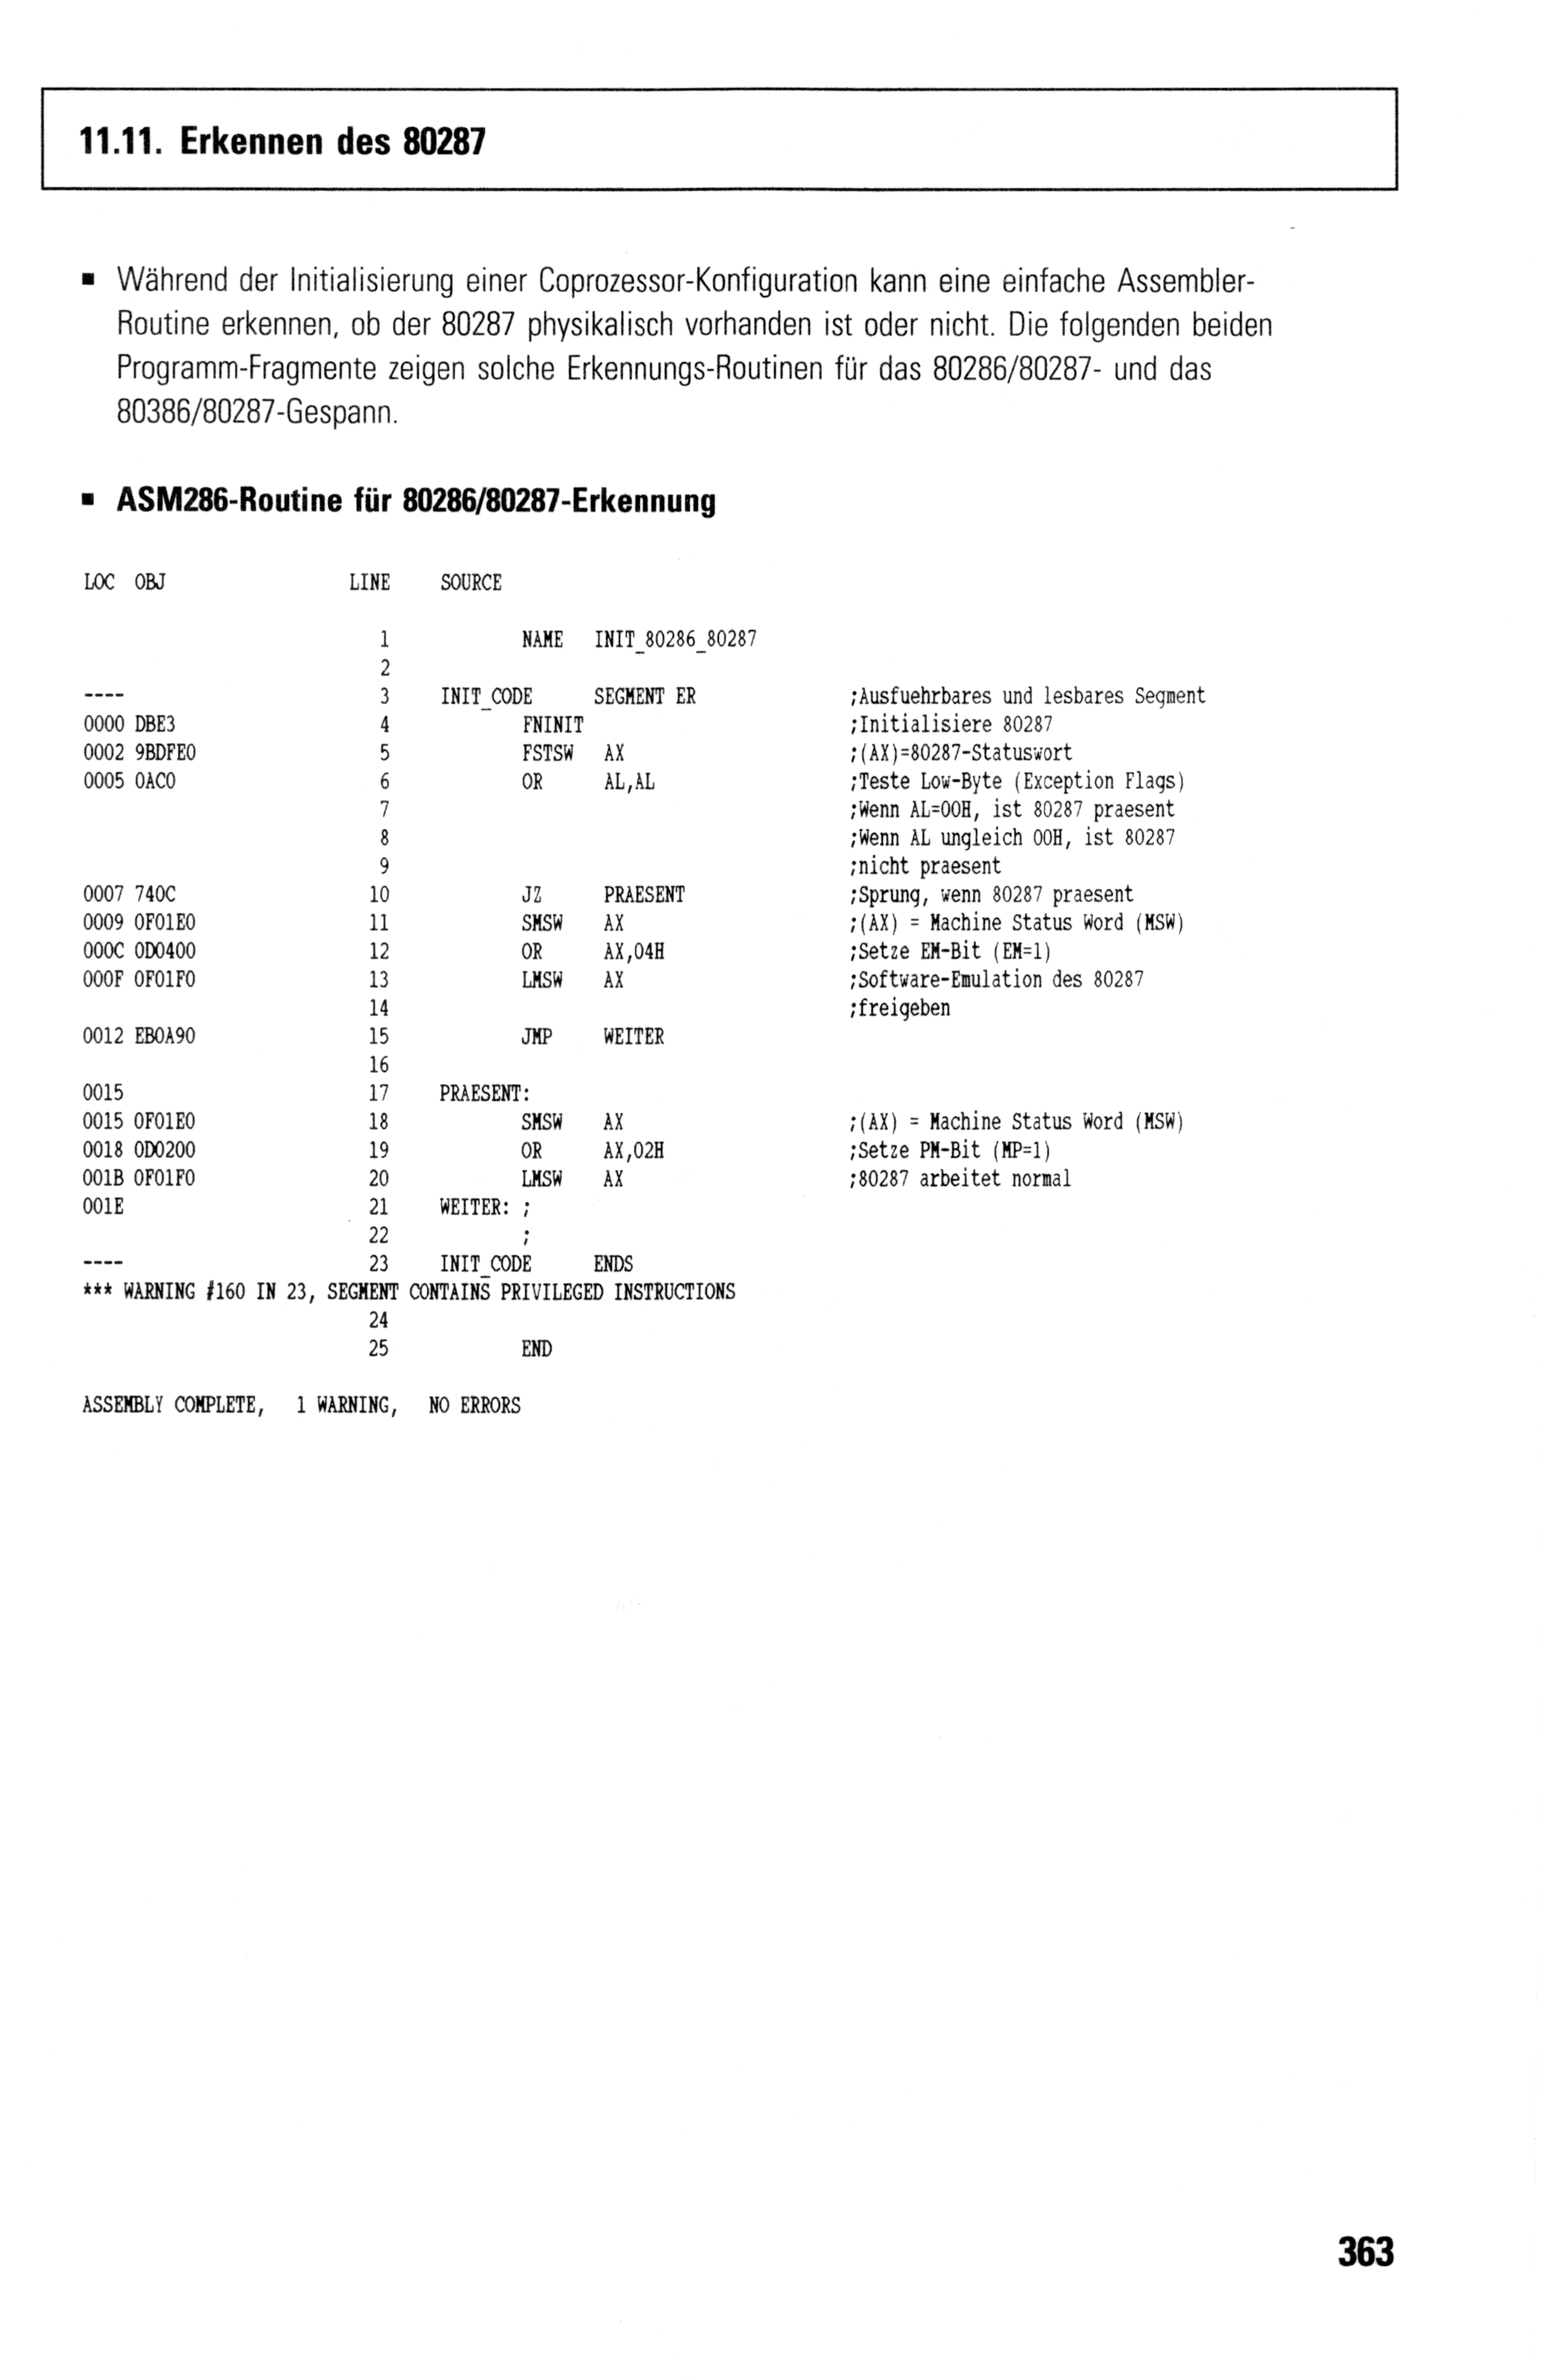 11.11. Erkennen des 80287
▪ Während der Initialisierung einer Coprozessor-Konfiguration kann eine einfache Assembler-
Routine erkennen, ob der 80287 physikalisch vorhanden ist oder nicht. Die folgenden beiden
Programm-Fragmente zeigen solche Erkennungs-Routinen für das 80286/80287- und das
80386/80287-Gespann.
▪ ASM286-Routine für 80286/80287-Erkennung
LOC OBJ LINE SOURCE
1 NAME INIT_80286_80287
2
---- 3 INIT_CODE SEGMENT ER ;Ausfuehrbares und lesbares Segment
0000 DBE3 4 FNINIT ;Initialisiere 80287
0002 9BDFE0 5 FSTSW AX ;(AX)=80287-Statuswort
0005 0AC0 6 OR AL,AL ;Teste Low-Byte (Exception Flags)
7 ;Wenn AL=00H, ist 80287 praesent
8 ;Wenn AL ungleich 00H, ist 80287
9 ;nicht praesent
0007 740C 10 JZ PRAESENT ;Sprung, wenn 80287 praesent
0009 0F01E0 11 SMSW AX ;(AX) = Machine Status Word (MSW)
000C 0D0400 12 OR AX,04H ;Setze EM-Bit (EM=1)
000F 0F01F0 13 LMSW AX ;Software-Emulation des 80287
14 ;freigeben
0012 EB0A90 15 JMP WEITER
16
0015 17 PRAESENT:
0015 0F01E0 18 SMSW AX ;(AX) = Machine Status Word (MSW)
0018 0D0200 19 OR AX,02H ;Setze PM-Bit (MP=1)
001B 0F01F0 20 LMSW AX ;80287 arbeitet normal
001E 21 WEITER: ;
22 ;
---- 23 INIT_CODE ENDS
*** WARNING #160 IN 23, SEGMENT CONTAINS PRIVILEGED INSTRUCTIONS
24
25 END
ASSEMBLY COMPLETE, 1 WARNING, NO ERRORS
363